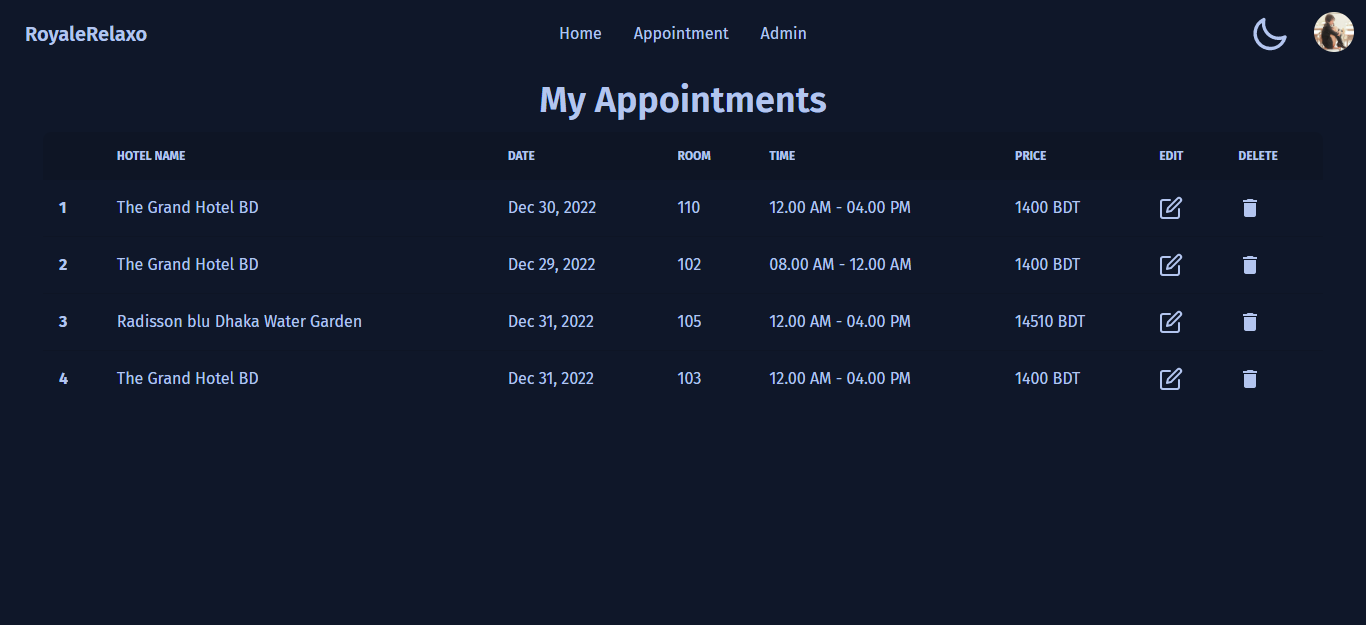 RoyaleRelaxo Home Appointment Admin
My Appointments
HOTEL NAME DATE ROOM TIME PRICE EDIT DELETE
1 The Grand Hotel BD Dec 30, 2022 110 12.00 AM - 04.00 PM 1400 BDT
2 The Grand Hotel BD Dec 29, 2022 102 08.00 AM - 12.00 AM 1400 BDT
3 Radisson blu Dhaka Water Garden Dec 31, 2022 105 12.00 AM - 04.00 PM 14510 BDT
4 The Grand Hotel BD Dec 31, 2022 103 12.00 AM - 04.00 PM 1400 BDT